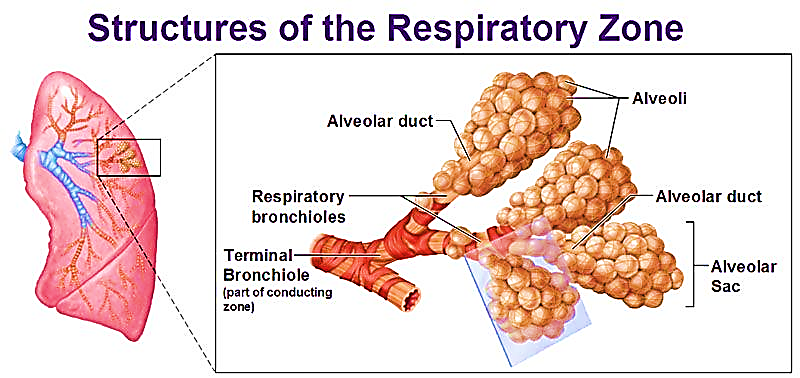 Structures of the Respiratory Zone
Alveoli
Alveolar duct
Respiratory
bronchioles
Alveolar duct
Terminal
Bronchiole
(part of conducting
zone)
Alveolar
Sac